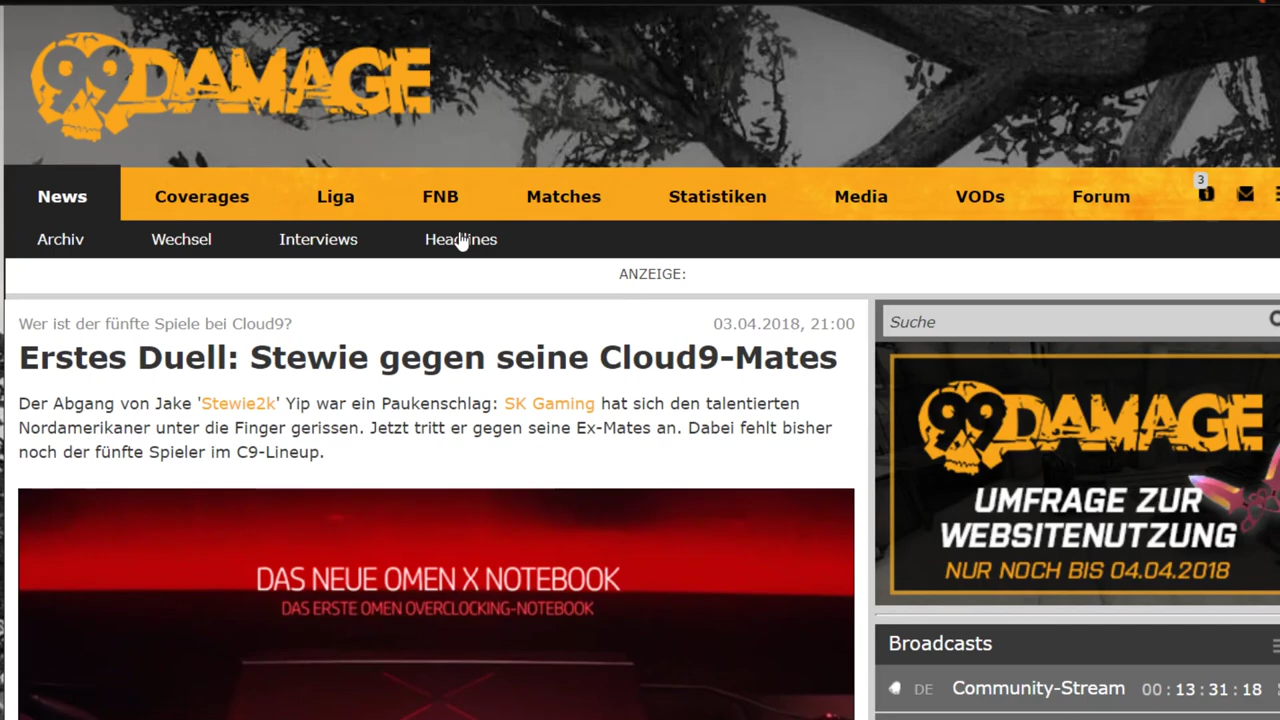 99DAMAGE
News Coverages Liga FNB Matches Statistiken Media VODs Forum 3
Archiv Wechsel Interviews Headlines
ANZEIGE:
Wer ist der fünfte Spiele bei Cloud9? 03.04.2018, 21:00
Erstes Duell: Stewie gegen seine Cloud9-Mates
Der Abgang von Jake 'Stewie2k' Yip war ein Paukenschlag: SK Gaming hat sich den talentierten
Nordamerikaner unter die Finger gerissen. Jetzt tritt er gegen seine Ex-Mates an. Dabei fehlt bisher
noch der fünfte Spieler im C9-Lineup.
DAS NEUE OMEN X NOTEBOOK
DAS ERSTE OMEN OVERCLOCKING-NOTEBOOK
Suche
99DAMAGE
UMFRAGE ZUR
WEBSITENUTZUNG
NUR NOCH BIS 04.04.2018
Broadcasts
DE Community-Stream 00:13:31:18